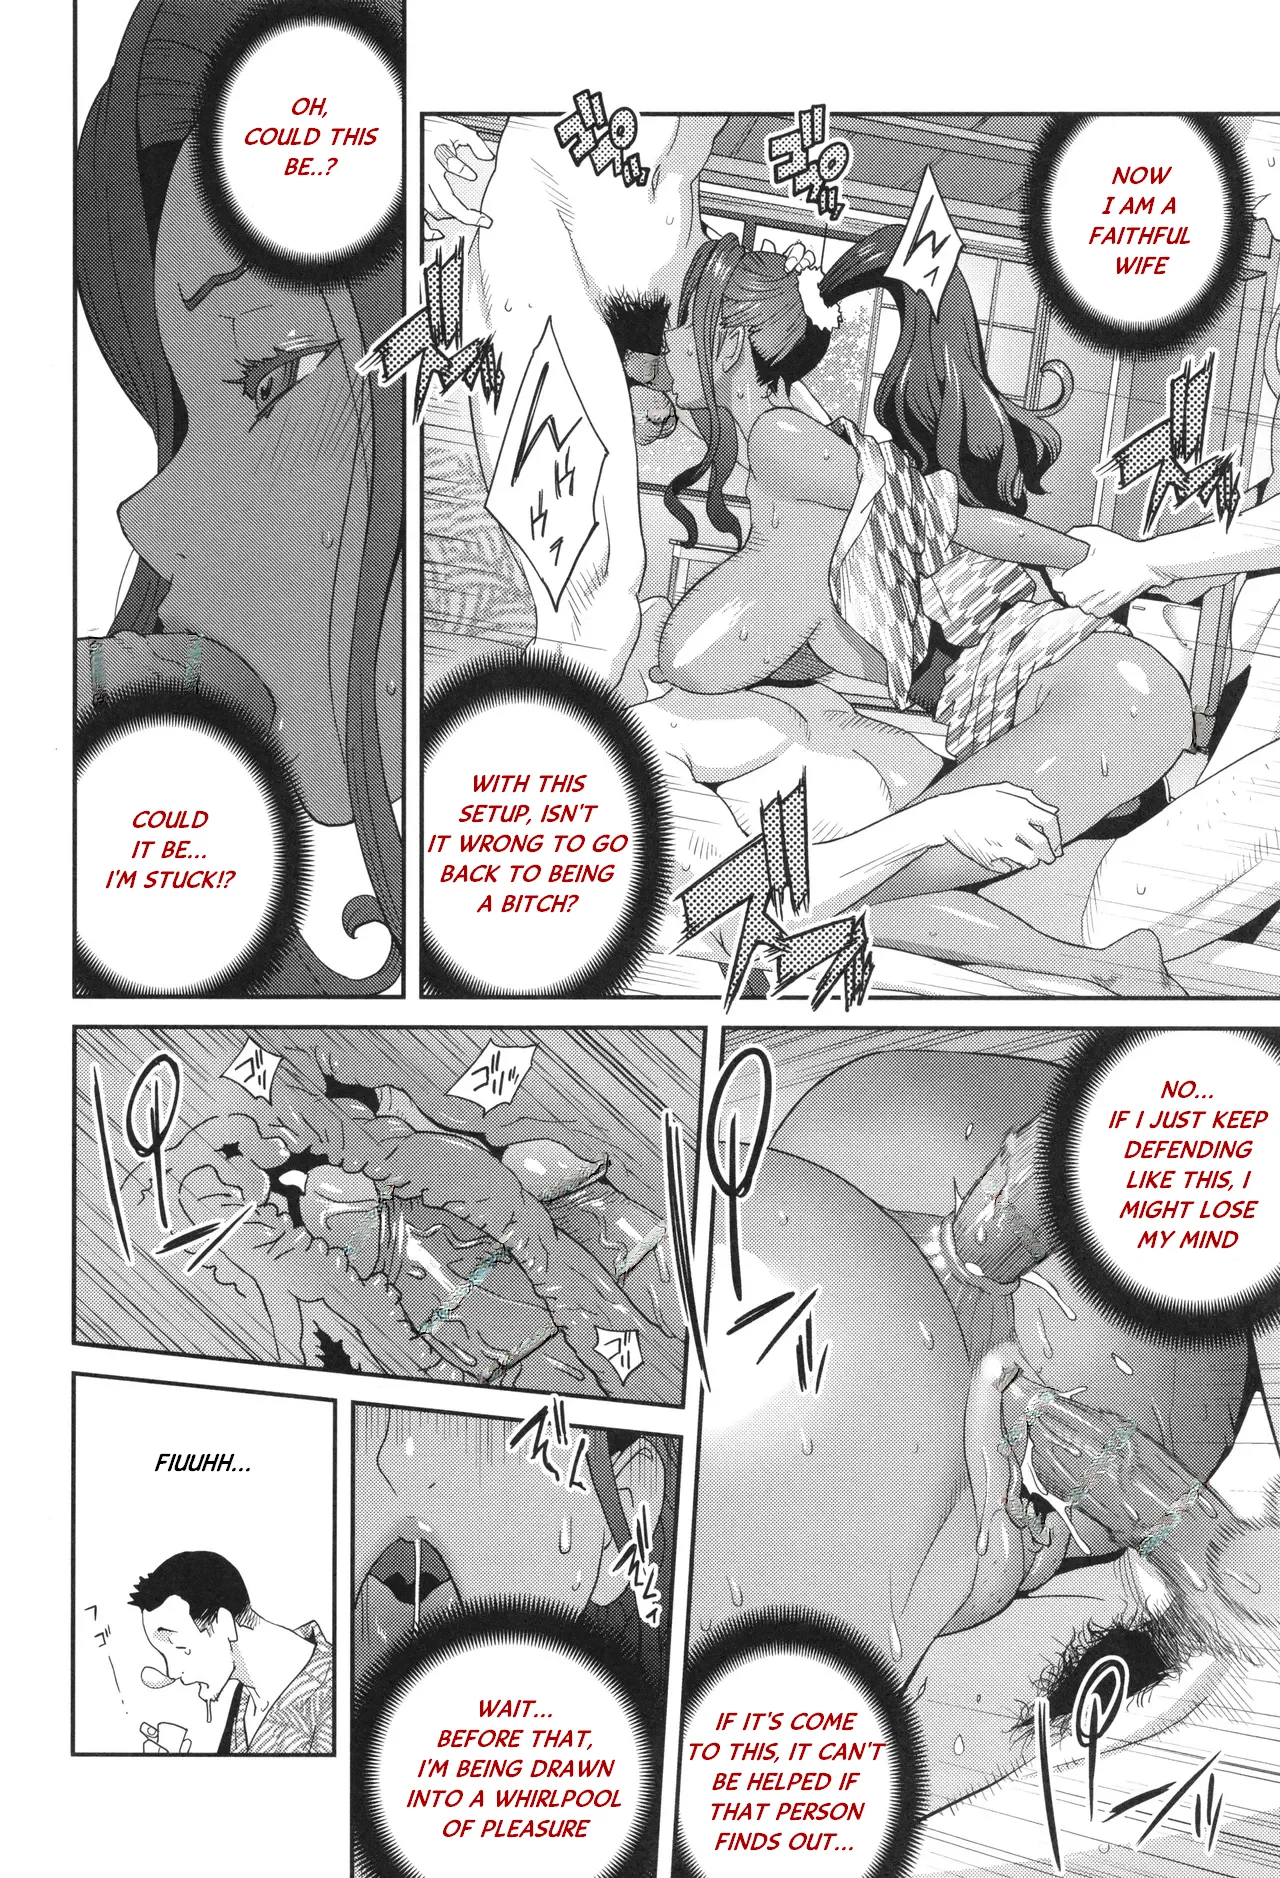 NOW
I AM A
FAITHFUL
WIFE
WITH THIS
SETUP, ISN'T
IT WRONG TO GO
BACK TO BEING
A BITCH?
OH,
COULD THIS
BE..?
COULD
IT BE...
I'M STUCK!?
NO...
IF I JUST KEEP
DEFENDING
LIKE THIS, I
MIGHT LOSE
MY MIND
IF IT'S COME
TO THIS, IT CAN'T
BE HELPED IF
THAT PERSON
FINDS OUT...
WAIT...
BEFORE THAT,
I'M BEING DRAWN
INTO A WHIRLPOOL
OF PLEASURE
FIUUHH...